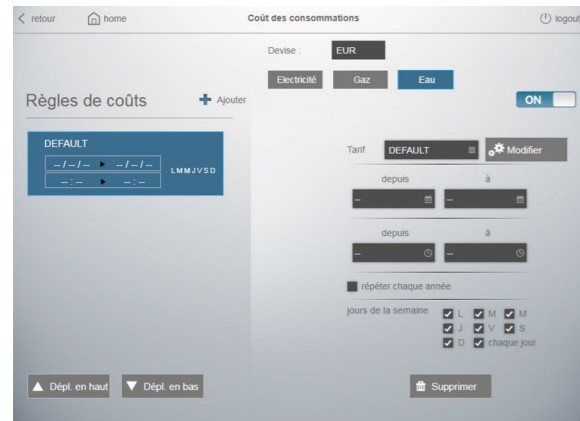 retour home Coût des consommations logout
Devise : EUR
Electricité Gaz Eau
Règles de coûts Ajouter ON
DEFAULT
-- / -- / -- -- / -- / --
-- : -- -- : --
LMMJVSD
Tarif DEFAULT Modifier
depuis à
-- --
depuis à
-- --
répéter chaque année
jours de la semaine L M M
J V S
D chaque jour
Dépl. en haut Dépl. en bas Supprimer